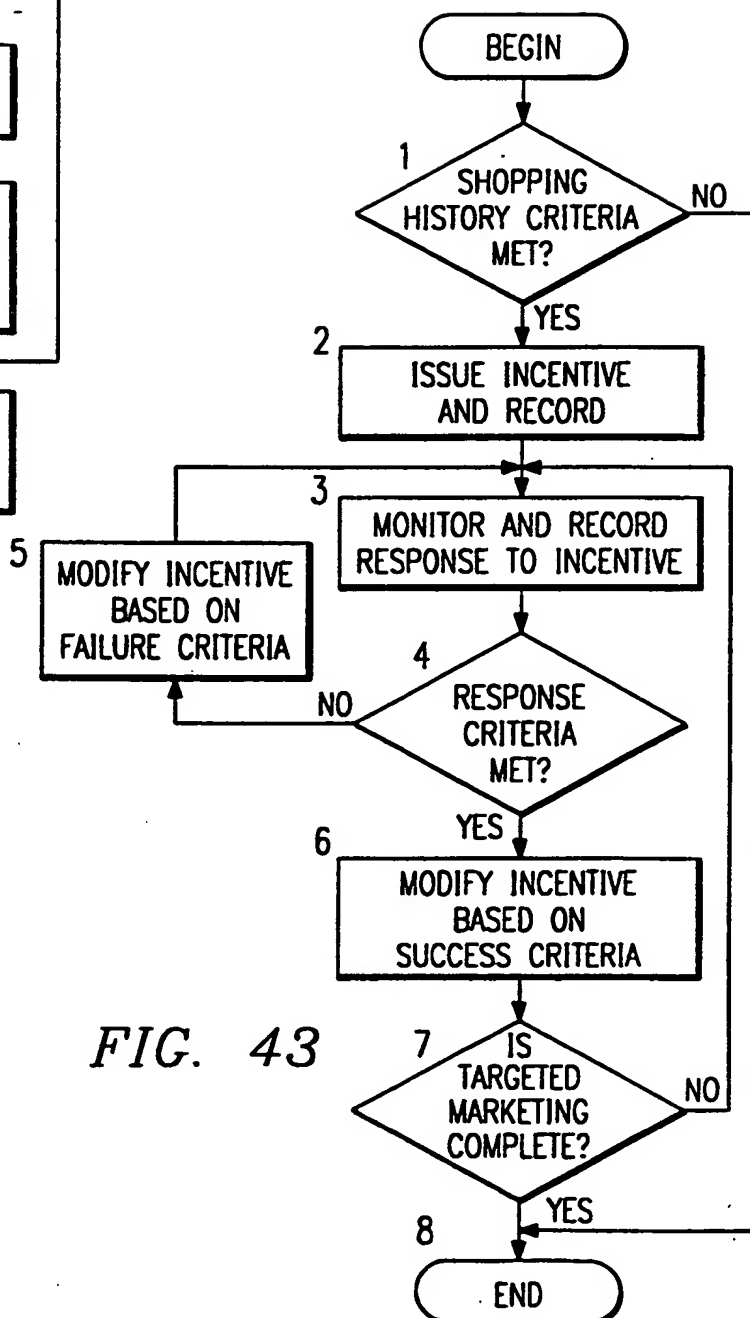 BEGIN
1
SHOPPING
HISTORY CRITERIA
MET?
NO
YES
2
ISSUE INCENTIVE
AND RECORD
3
MONITOR AND RECORD
RESPONSE TO INCENTIVE
5
MODIFY INCENTIVE
BASED ON
FAILURE CRITERIA
4
RESPONSE
CRITERIA
MET?
NO
YES
6
MODIFY INCENTIVE
BASED ON
SUCCESS CRITERIA
FIG. 43
7
IS
TARGETED
MARKETING
COMPLETE?
NO
YES
8
END